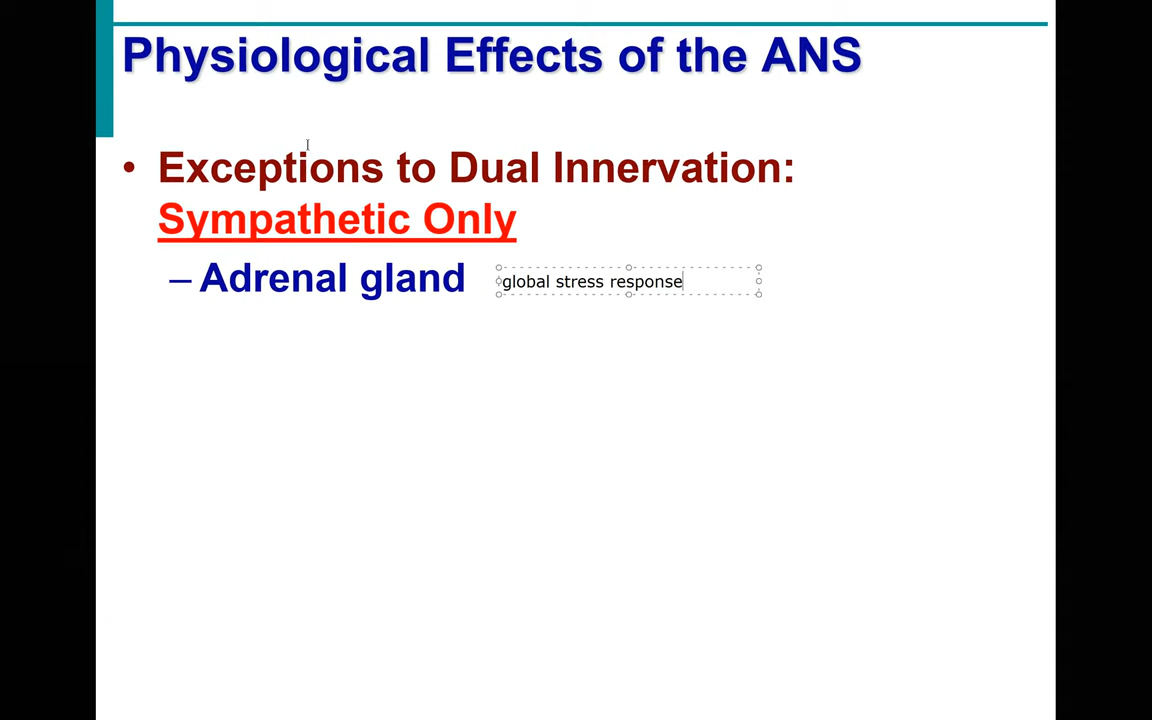 Physiological Effects of the ANS
• Exceptions to Dual Innervation:
Sympathetic Only
– Adrenal gland global stress response